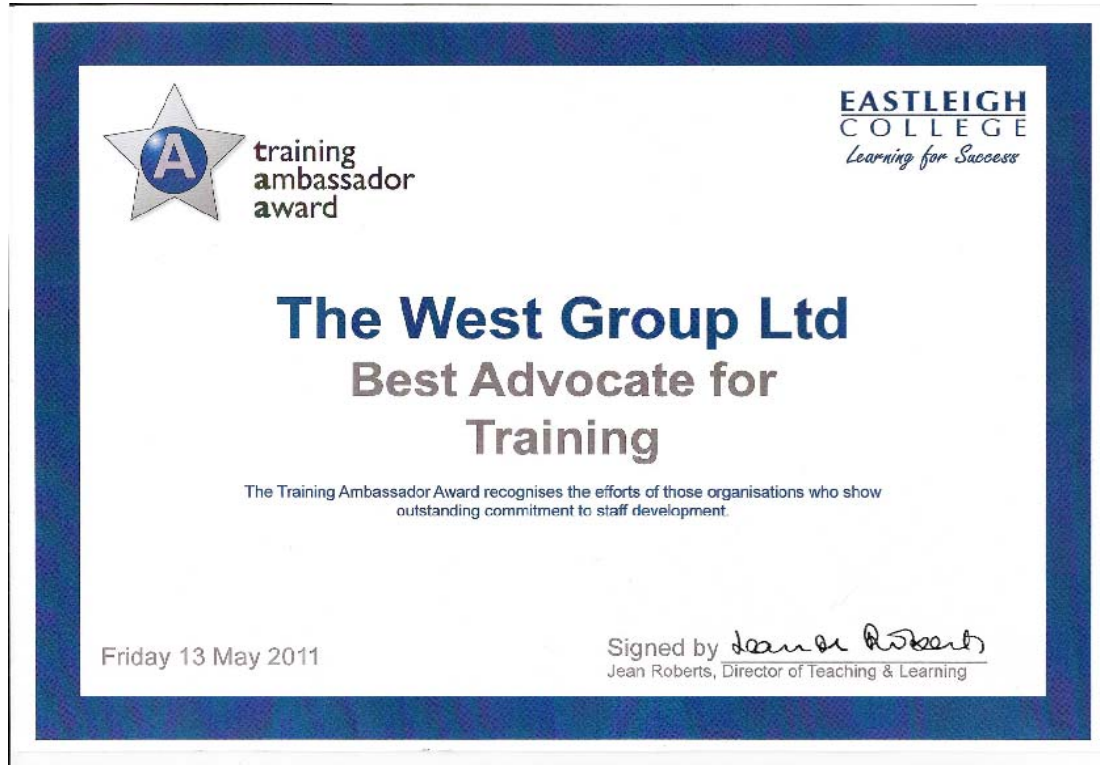 A
training
ambassador
award
EASTLEIGH
COLLEGE
Learning for Success
The West Group Ltd
Best Advocate for
Training
The Training Ambassador Award recognises the efforts of those organisations who show
outstanding commitment to staff development.
Friday 13 May 2011
Signed by Jean Roberts
Jean Roberts, Director of Teaching & Learning